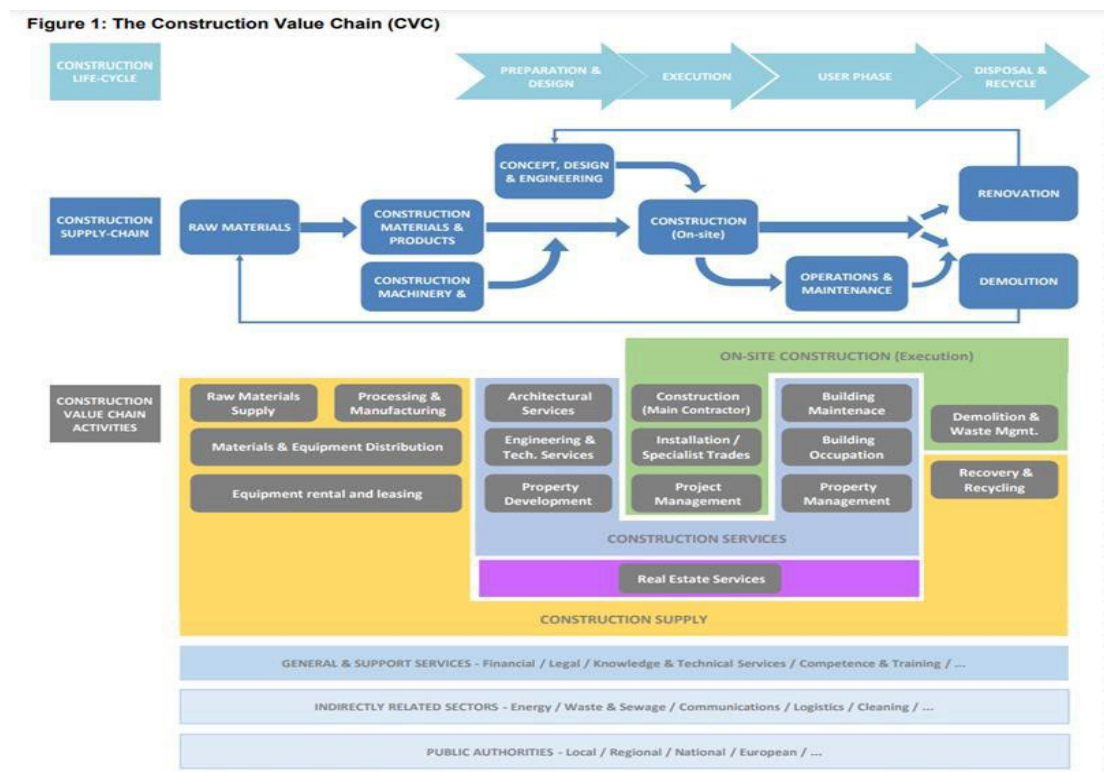 Figure 1: The Construction Value Chain (CVC)
CONSTRUCTION
LIFE-CYCLE
PREPARATION &
DESIGN
EXECUTION
USER PHASE
DISPOSAL &
RECYCLE
CONCEPT, DESIGN
& ENGINEERING
RENOVATION
CONSTRUCTION
SUPPLY-CHAIN
RAW MATERIALS
CONSTRUCTION
MATERIALS &
PRODUCTS
CONSTRUCTION
(On-site)
CONSTRUCTION
MACHINERY &
OPERATIONS &
MAINTENANCE
DEMOLITION
ON-SITE CONSTRUCTION (Execution)
CONSTRUCTION
VALUE CHAIN
ACTIVITIES
Raw Materials
Supply
Processing &
Manufacturing
Architectural
Services
Construction
(Main Contractor)
Building
Maintenace
Demolition &
Waste Mgmt.
Materials & Equipment Distribution
Engineering &
Tech. Services
Installation /
Specialist Trades
Building
Occupation
Equipment rental and leasing
Property
Development
Project
Management
Property
Management
Recovery &
Recycling
CONSTRUCTION SERVICES
Real Estate Services
CONSTRUCTION SUPPLY
GENERAL & SUPPORT SERVICES - Financial / Legal / Knowledge & Technical Services / Competence & Training / ...
INDIRECTLY RELATED SECTORS - Energy / Waste & Sewage / Communications / Logistics / Cleaning / ...
PUBLIC AUTHORITIES - Local / Regional / National / European / ...